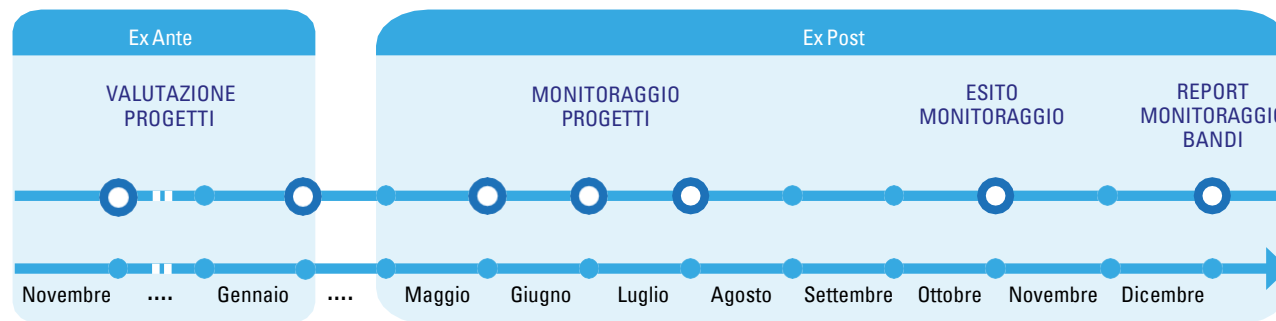 Ex Ante
Ex Post
VALUTAZIONE
PROGETTI
MONITORAGGIO
PROGETTI
ESITO
MONITORAGGIO
REPORT
MONITORAGGIO
BANDI
Novembre .... Gennaio .... Maggio Giugno Luglio Agosto Settembre Ottobre Novembre Dicembre